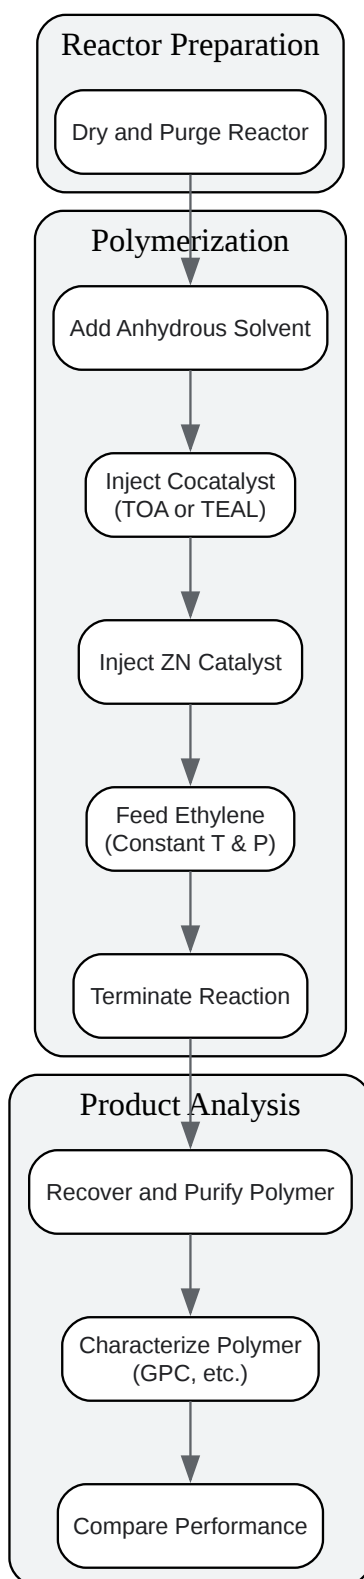 Reactor Preparation
Dry and Purge Reactor
Polymerization
Add Anhydrous Solvent
Inject Cocatalyst
(TOA or TEAL)
Inject ZN Catalyst
Feed Ethylene
(Constant T & P)
Terminate Reaction
Product Analysis
Recover and Purify Polymer
Characterize Polymer
(GPC, etc.)
Compare Performance